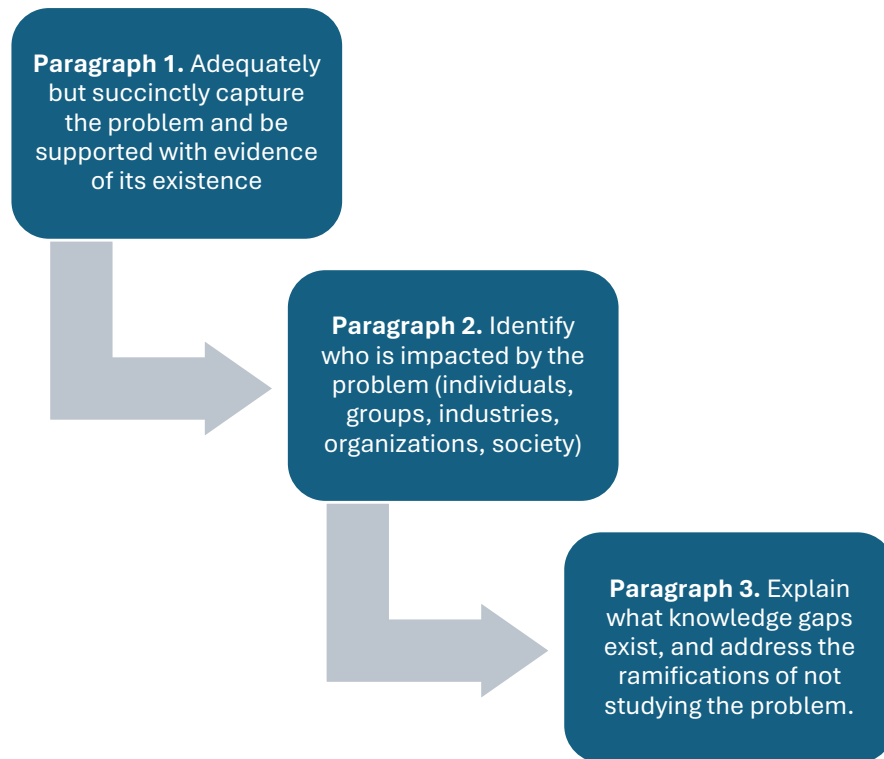 Paragraph 1. Adequately
but succinctly capture
the problem and be
supported with evidence
of its existence
Paragraph 2. Identify
who is impacted by the
problem (individuals,
groups, industries,
organizations, society)
Paragraph 3. Explain
what knowledge gaps
exist, and address the
ramifications of not
studying the problem.